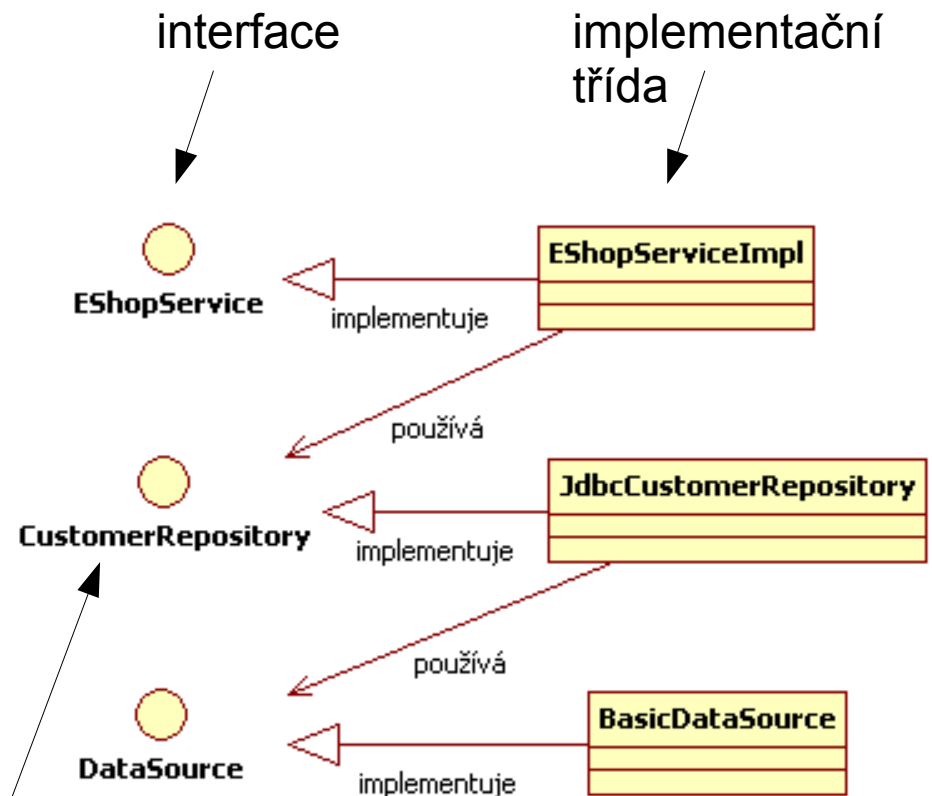 interface
implementační
třída
EShopService
implementuje
EShopServiceImpl
používá
CustomerRepository
implementuje
JdbcCustomerRepository
používá
DataSource
implementuje
BasicDataSource